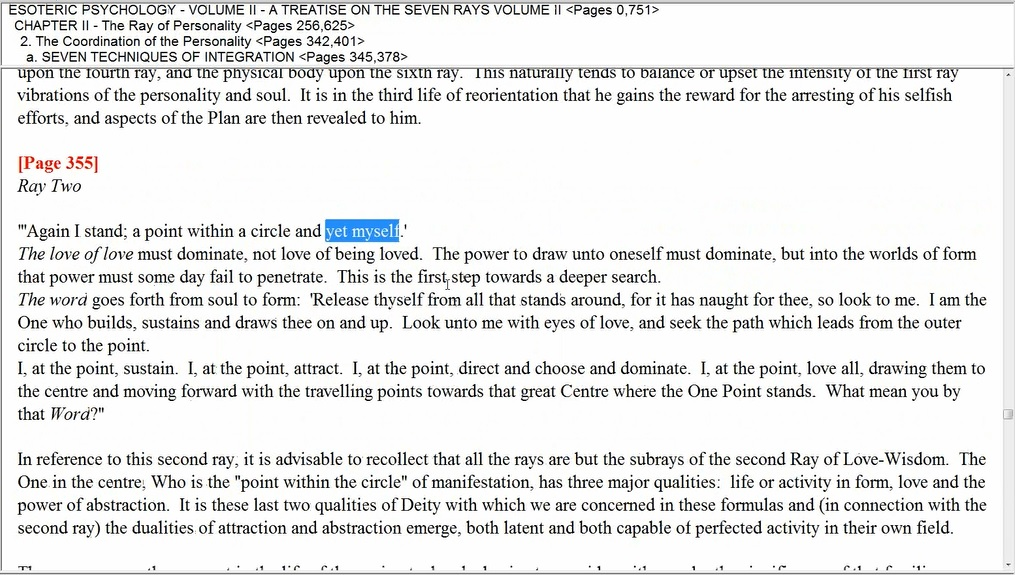 ESOTERIC PSYCHOLOGY - VOLUME II - A TREATISE ON THE SEVEN RAYS VOLUME II <Pages 0,751>
CHAPTER II - The Ray of Personality <Pages 256,625>
2. The Coordination of the Personality <Pages 342,401>
a. SEVEN TECHNIQUES OF INTEGRATION <Pages 345,378>
upon the fourth ray, and the physical body upon the sixth ray. This naturally tends to balance or upset the intensity of the first ray
vibrations of the personality and soul. It is in the third life of reorientation that he gains the reward for the arresting of his selfish
efforts, and aspects of the Plan are then revealed to him.
[Page 355]
Ray Two
"'Again I stand; a point within a circle and yet myself.'
The love of love must dominate, not love of being loved. The power to draw unto oneself must dominate, but into the worlds of form
that power must some day fail to penetrate. This is the first step towards a deeper search.
The word goes forth from soul to form: 'Release thyself from all that stands around, for it has naught for thee, so look to me. I am the
One who builds, sustains and draws thee on and up. Look unto me with eyes of love, and seek the path which leads from the outer
circle to the point.
I, at the point, sustain. I, at the point, attract. I, at the point, direct and choose and dominate. I, at the point, love all, drawing them to
the centre and moving forward with the travelling points towards that great Centre where the One Point stands. What mean you by
that Word?"
In reference to this second ray, it is advisable to recollect that all the rays are but the subrays of the second Ray of Love-Wisdom. The
One in the centre, Who is the "point within the circle" of manifestation, has three major qualities: life or activity in form, love and the
power of abstraction. It is these last two qualities of Deity with which we are concerned in these formulas and (in connection with the
second ray) the dualities of attraction and abstraction emerge, both latent and both capable of perfected activity in their own field.